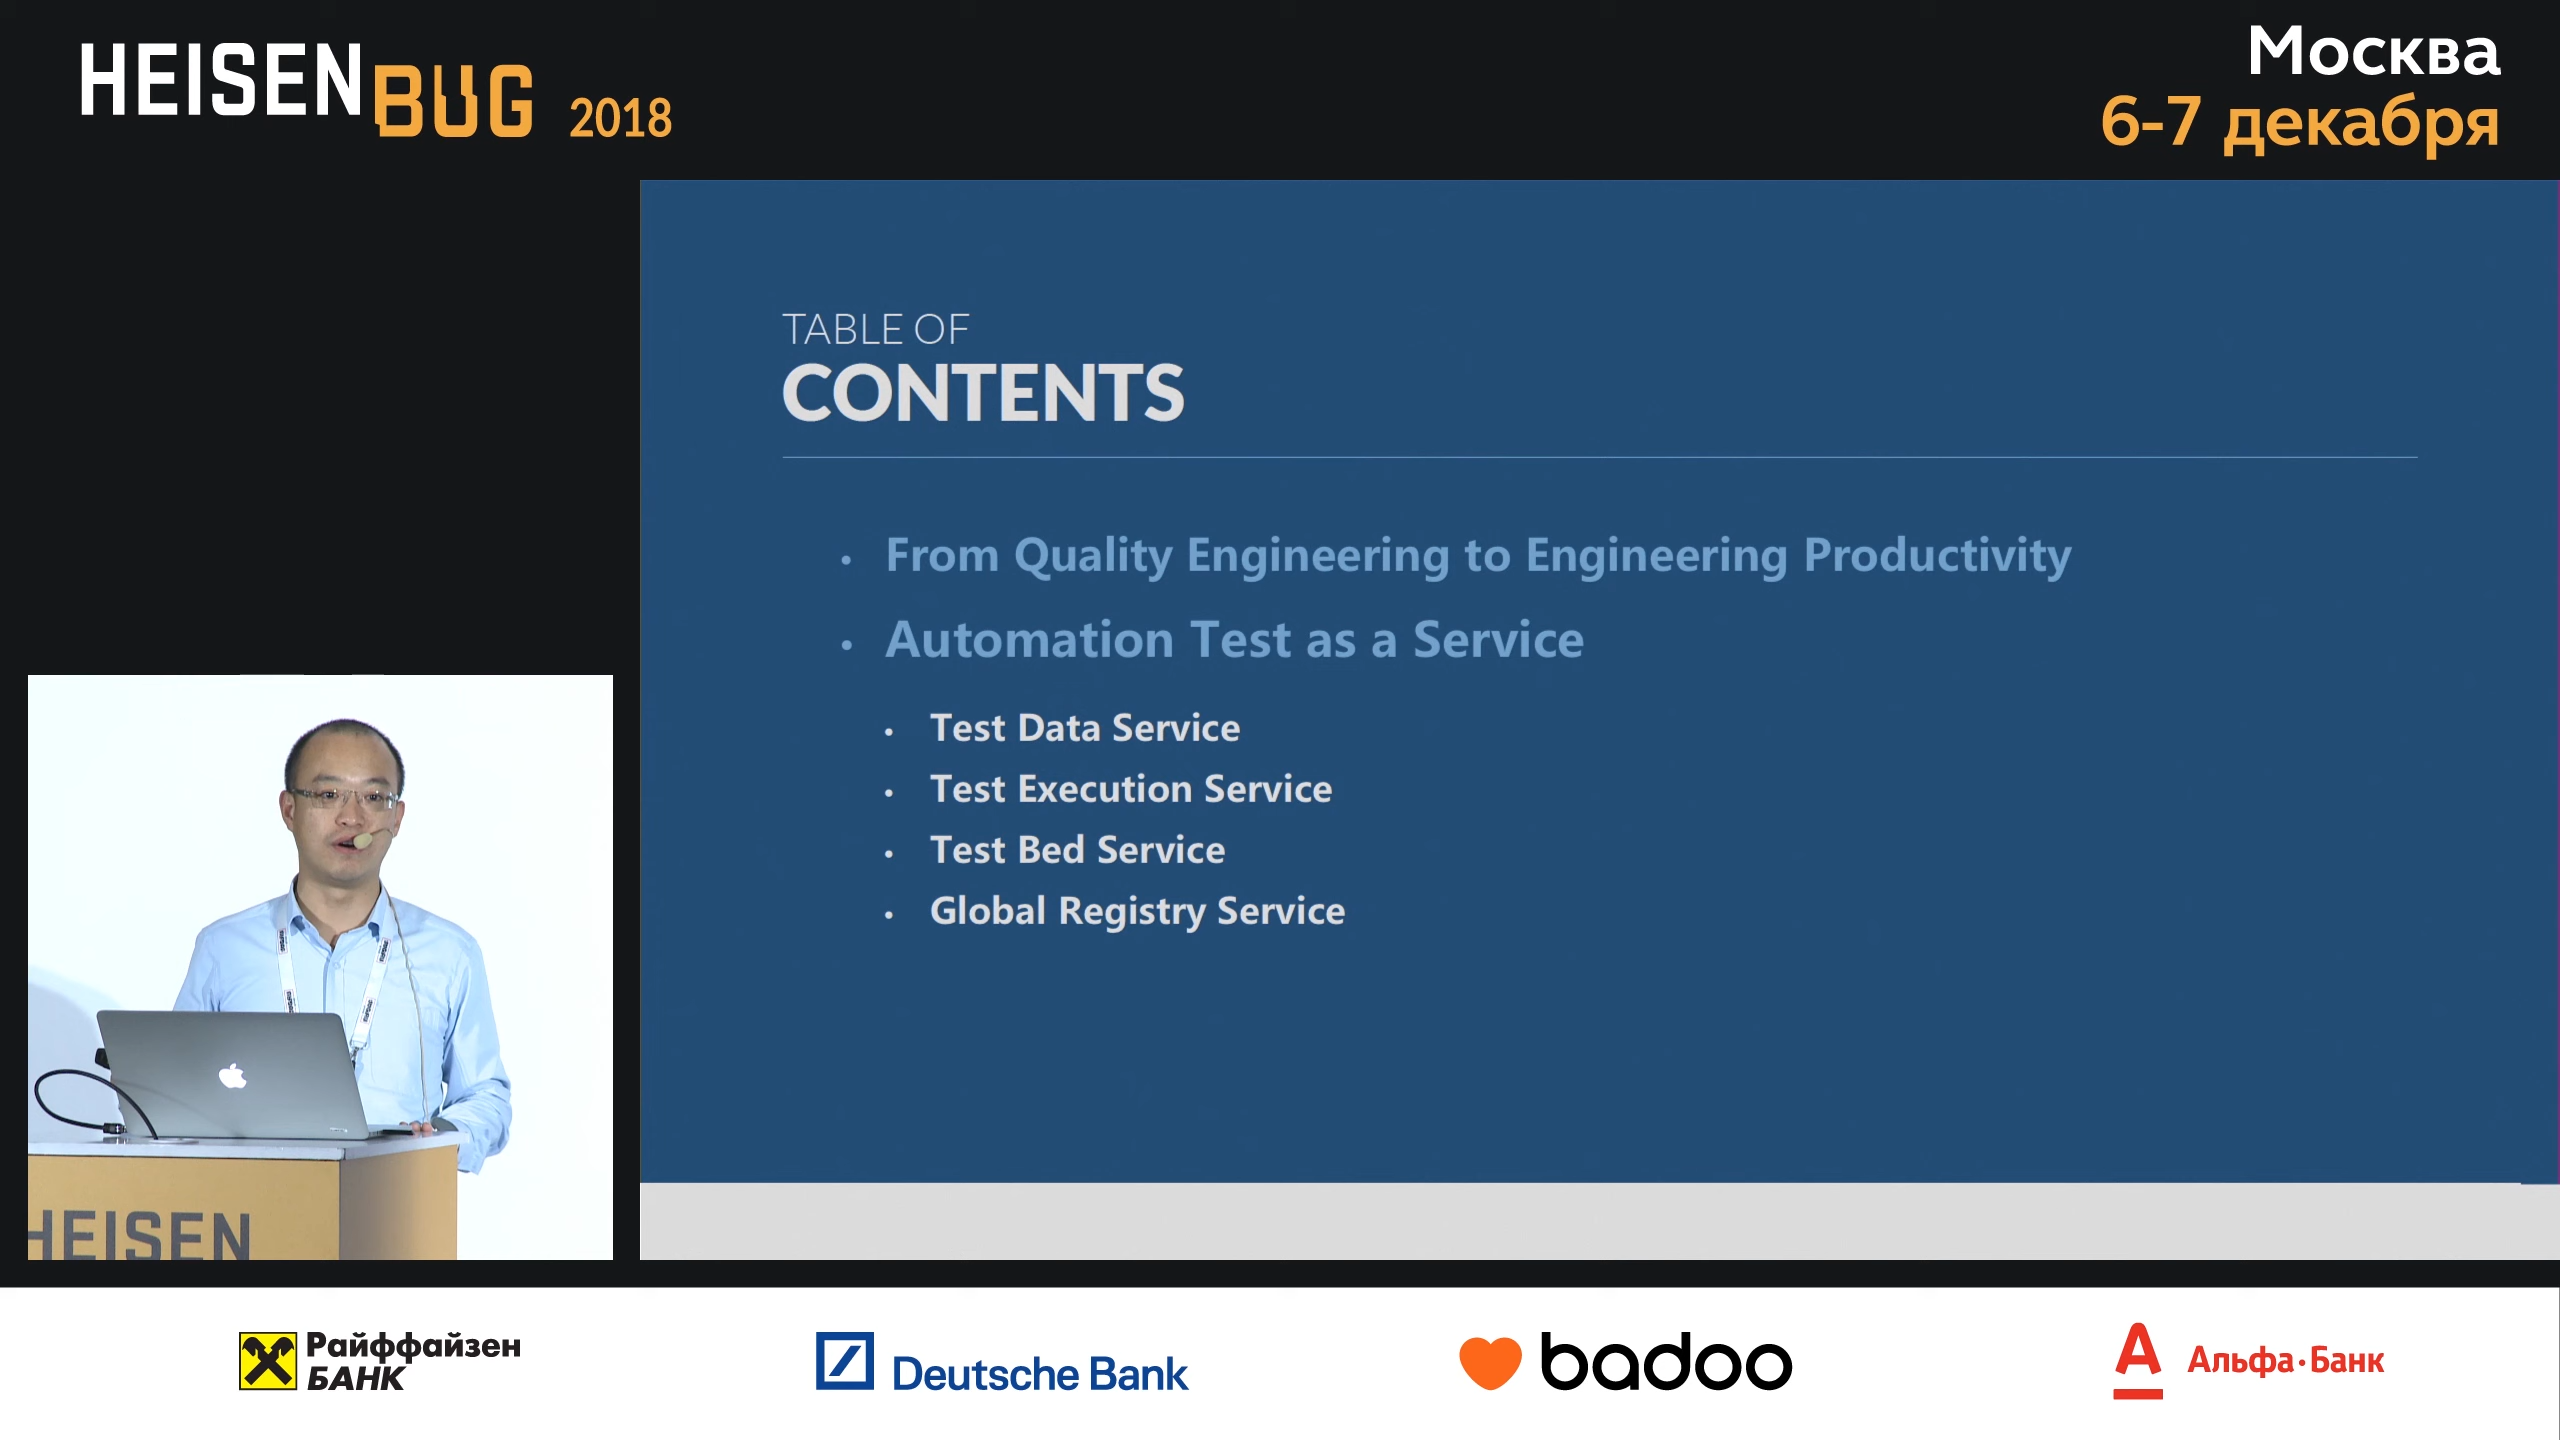 HEISENBUG 2018
Москва
6-7 декабря
TABLE OF
CONTENTS
• From Quality Engineering to Engineering Productivity
• Automation Test as a Service
• Test Data Service
• Test Execution Service
• Test Bed Service
• Global Registry Service
HEISEN
Райффайзен
БАНК
Deutsche Bank
badoo
Альфа·Банк